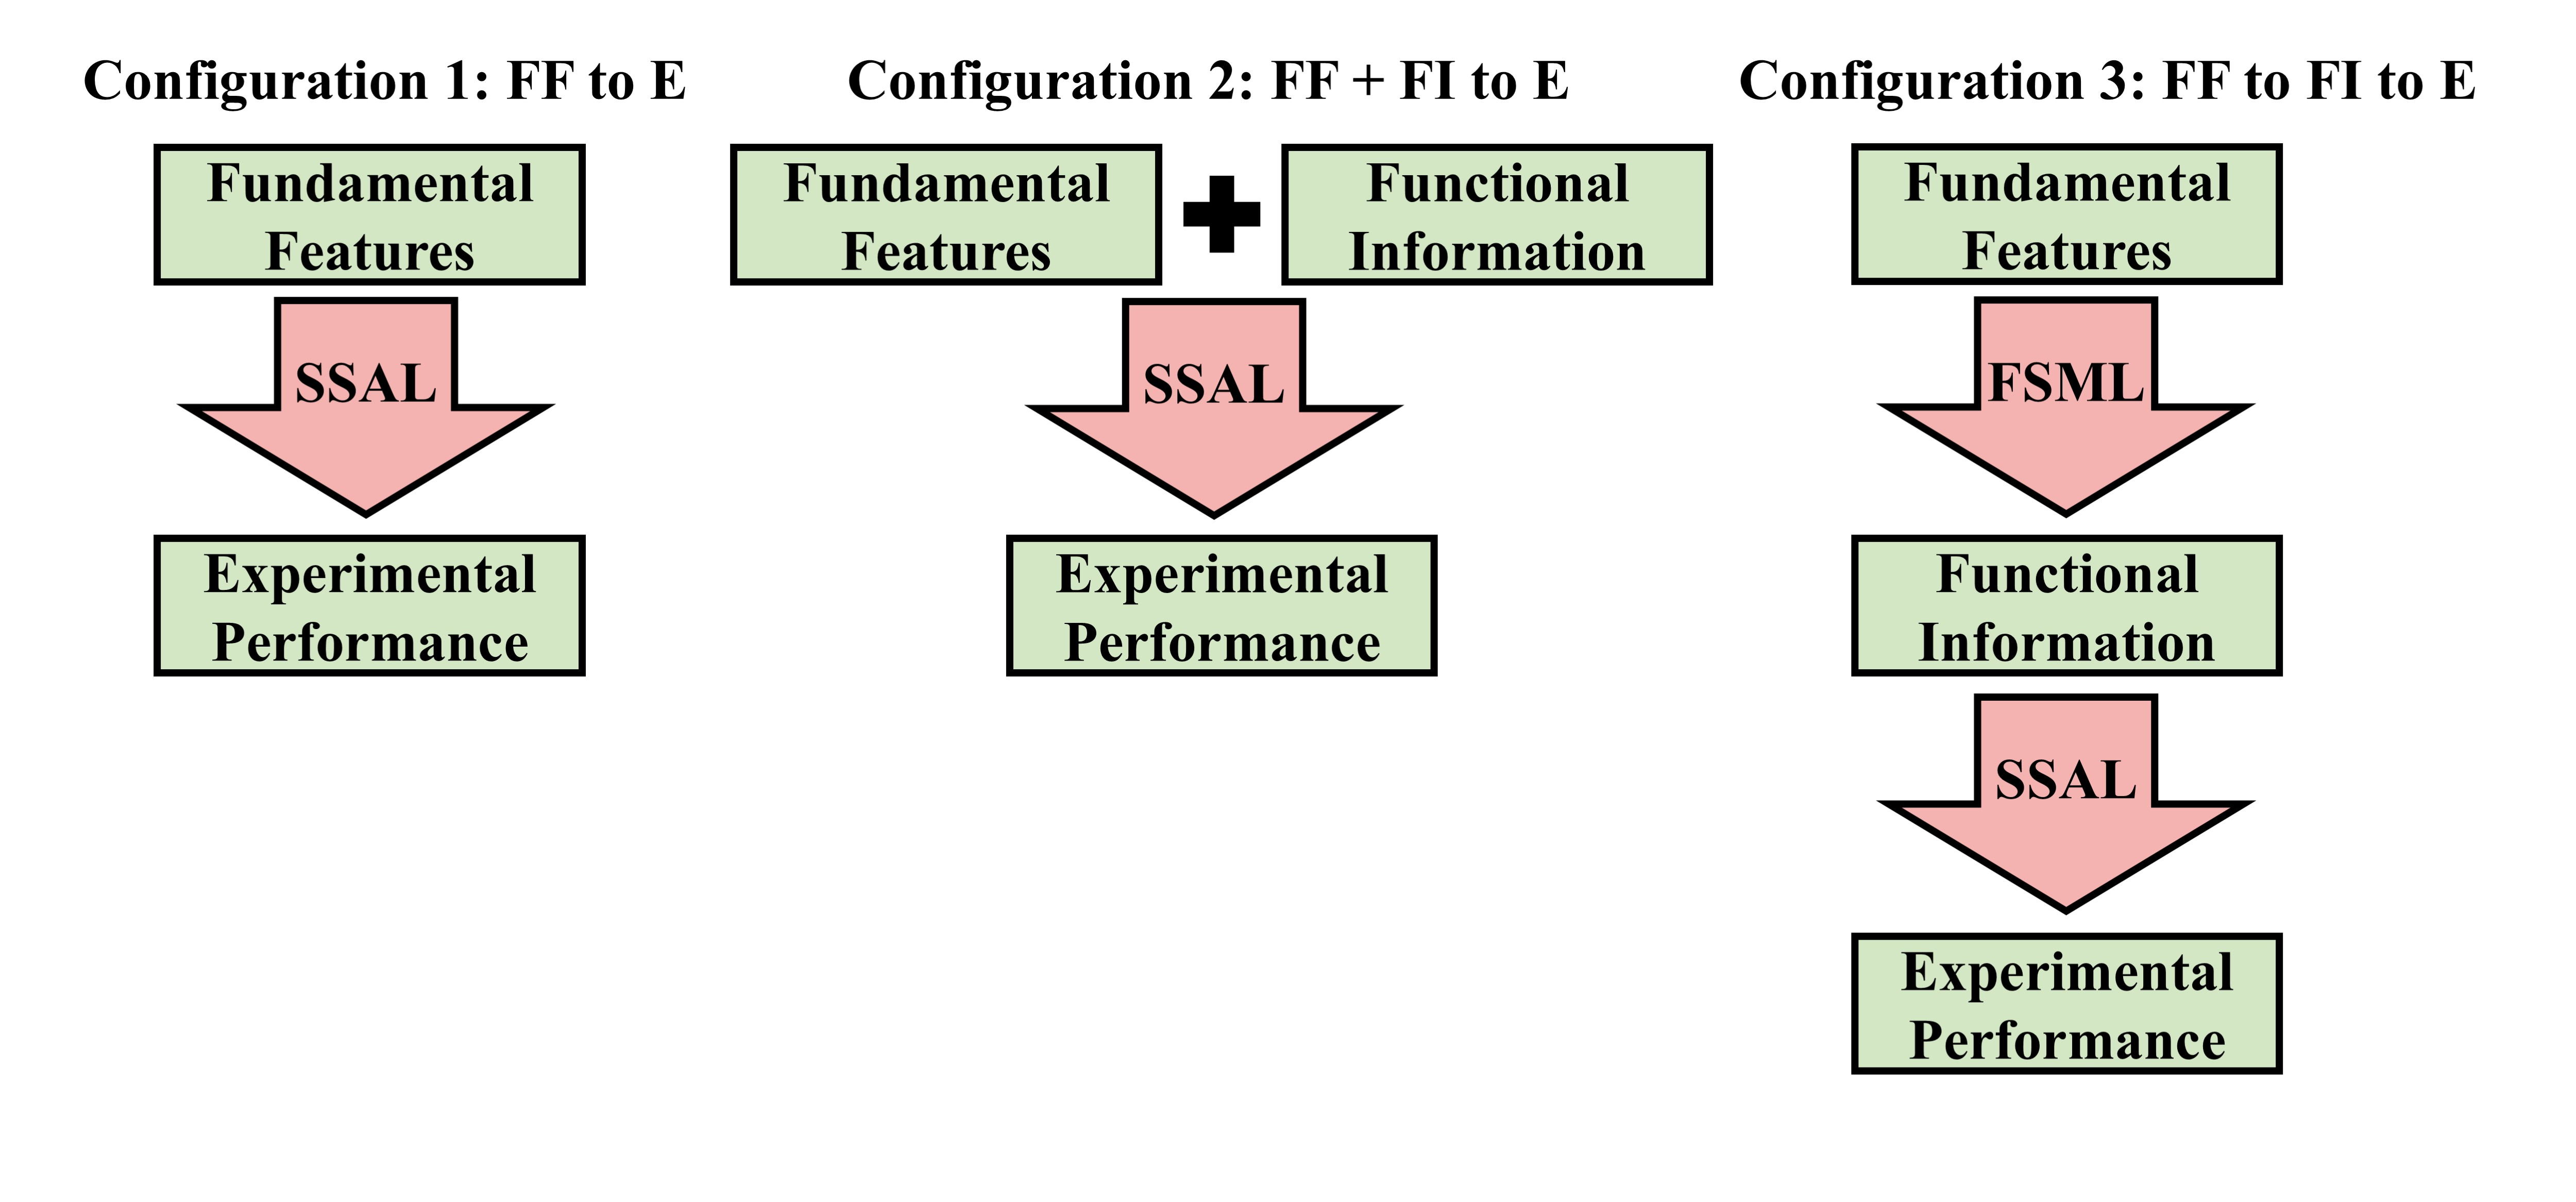 Configuration 1: FF to E
Fundamental
Features
SSAL
Experimental
Performance
Configuration 2: FF + FI to E
Fundamental
Features
Functional
Information
SSAL
Experimental
Performance
Configuration 3: FF to FI to E
Fundamental
Features
FSML
Functional
Information
SSAL
Experimental
Performance